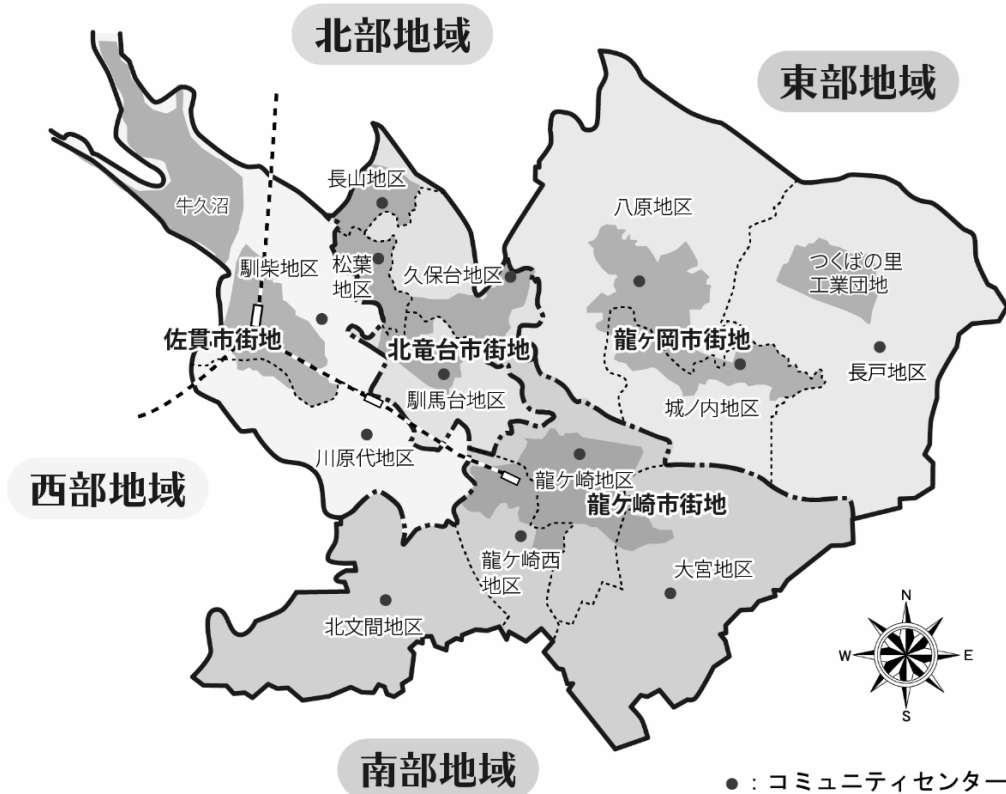 北部地域
東部地域
長山地区
八原地区
牛久沼
馴柴地区
松葉
地区
久保台地区
つくばの里
工業団地
佐貫市街地
北竜台市街地
龍ヶ岡市街地
長戸地区
馴馬台地区
城ノ内地区
川原代地区
西部地域
龍ケ崎地区
龍ケ崎市街地
龍ケ崎西
地区
大宮地区
北文間地区
N
W
E
S
南部地域
●：コミュニティセンター